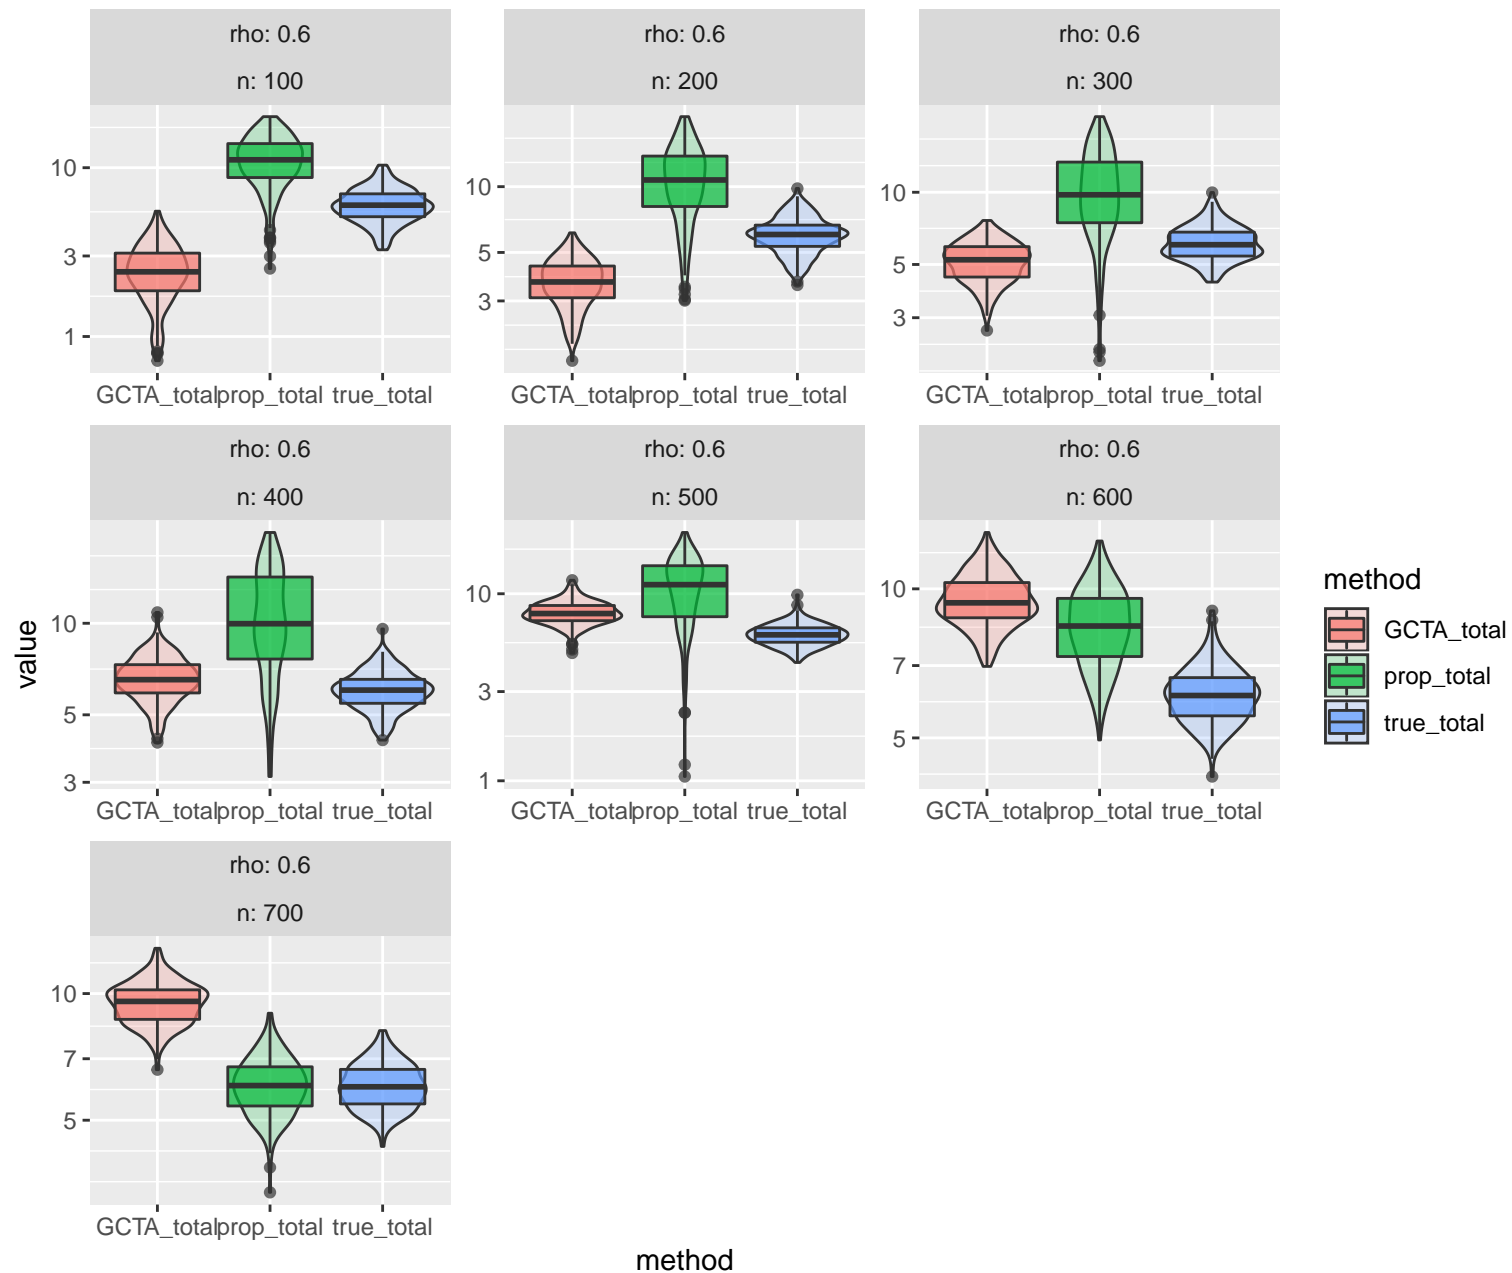 rho: 0.6
n: 100
rho: 0.6
n: 200
rho: 0.6
n: 300
10
3
1
10
5
3
10
5
3
GCTA_total prop_total true_total
GCTA_total prop_total true_total
GCTA_total prop_total true_total
rho: 0.6
n: 400
rho: 0.6
n: 500
rho: 0.6
n: 600
value
10
5
3
10
3
1
10
7
5
GCTA_total prop_total true_total
GCTA_total prop_total true_total
GCTA_total prop_total true_total
method
GCTA_total
prop_total
true_total
rho: 0.6
n: 700
10
7
5
GCTA_total prop_total true_total
method